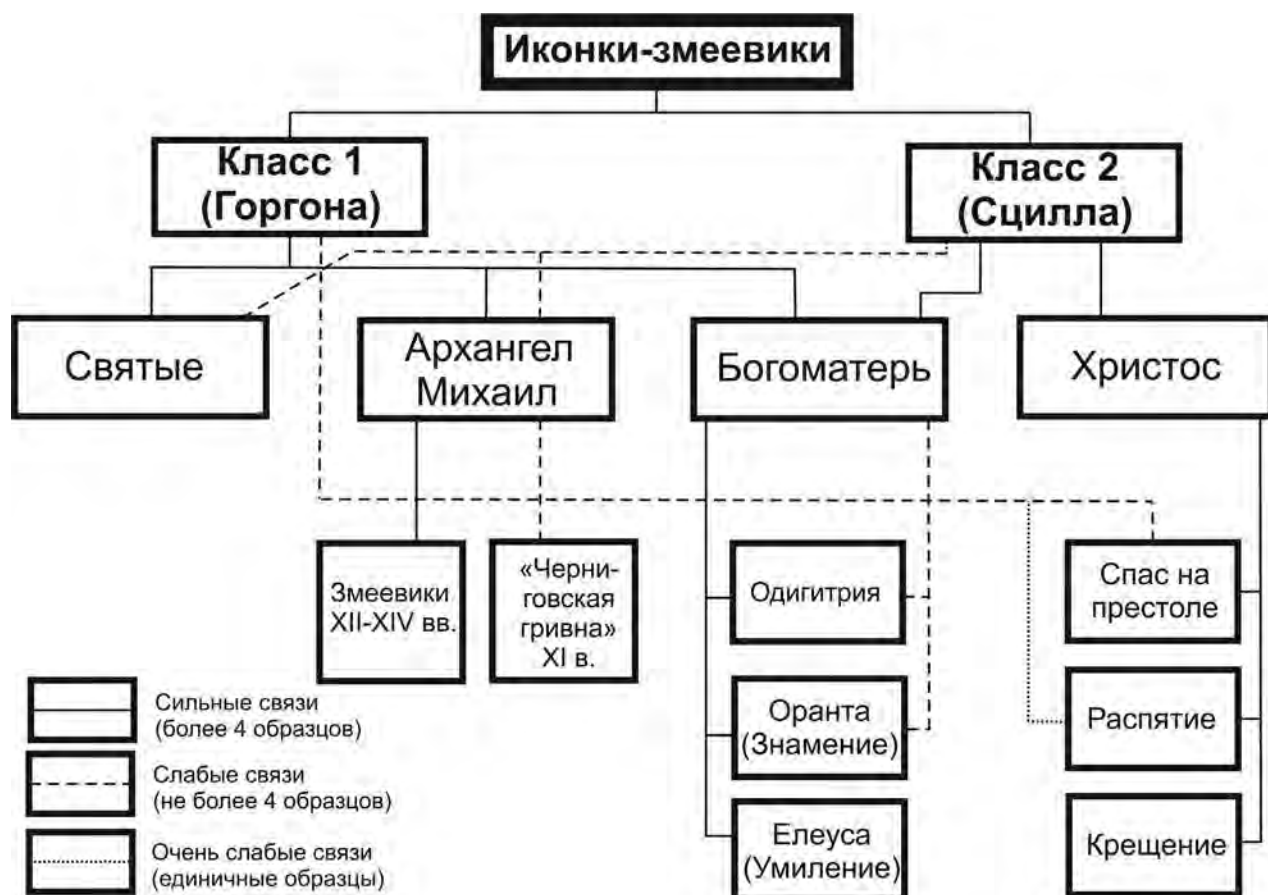 Иконки-змеевики
Класс 1
(Горгона)
Класс 2
(Сцилла)
Святые
Архангел
Михаил
Богоматерь
Христос
Змеевики
XII-XIV вв.
«Черни-
говская
гривна»
XI в.
Одигитрия
Оранта
(Знамение)
Елеуса
(Умиление)
Спас на
престоле
Распятие
Крещение
Сильные связи
(более 4 образцов)
Слабые связи
(не более 4 образцов)
Очень слабые связи
(единичные образцы)